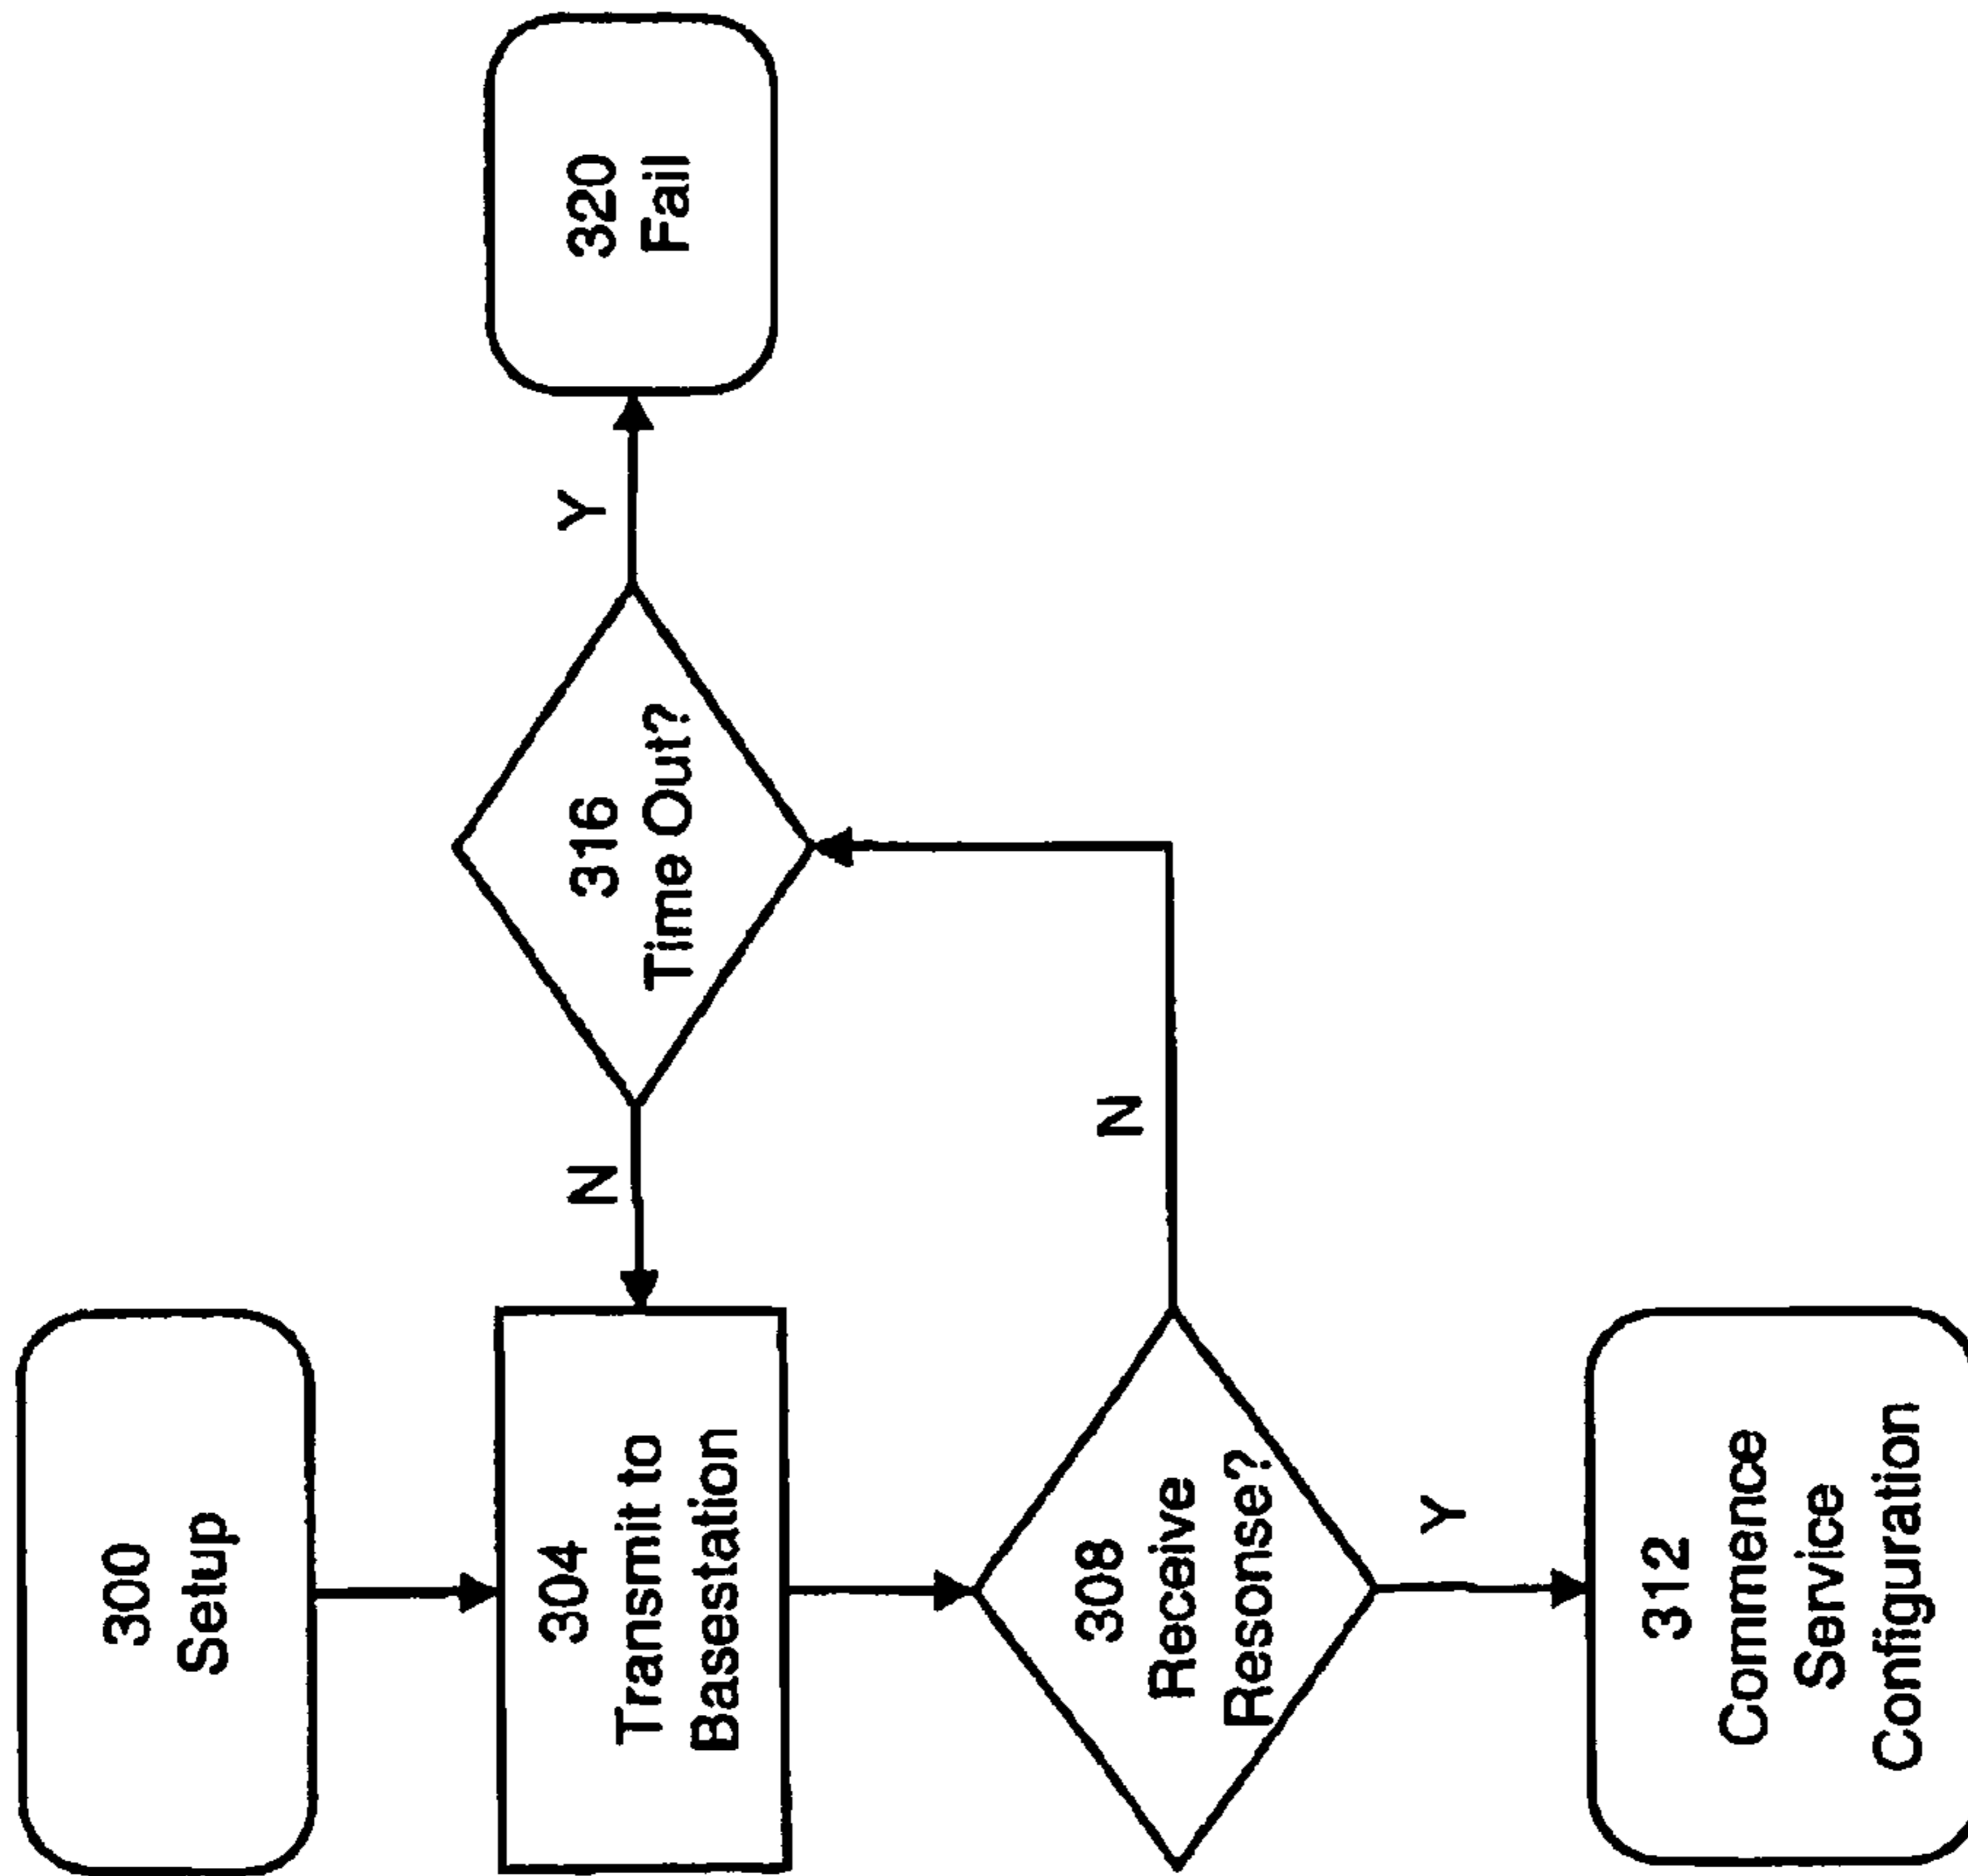 300
Setup
304
Transmit to
Basestation
N
316
Time Out?
Y
320
Fail
308
Receive
Resonse?
N
Y
312
Commence
Service
Configuration